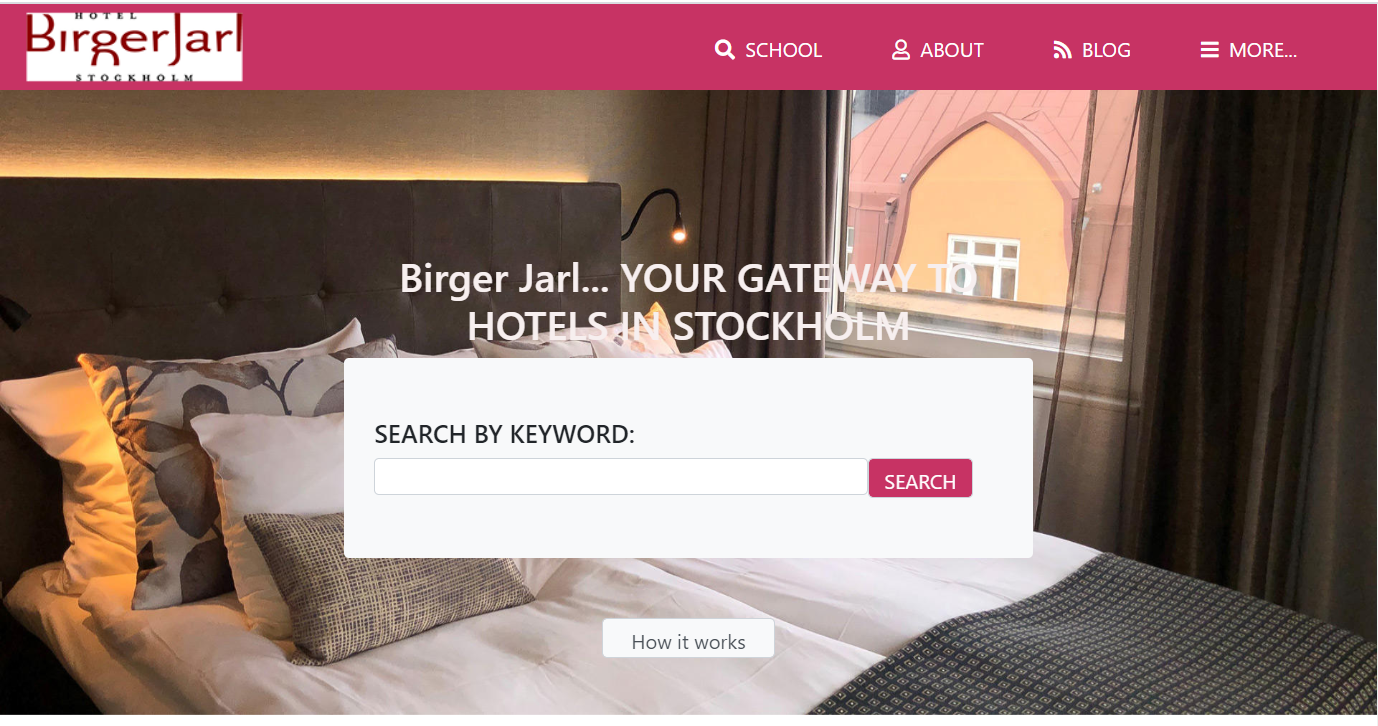 HOTEL
BirgerJarl
STOCKHOLM
SCHOOL
ABOUT
BLOG
MORE...
Birger Jarl... YOUR GATEWAY TO
HOTELS IN STOCKHOLM
SEARCH BY KEYWORD:
SEARCH
How it works